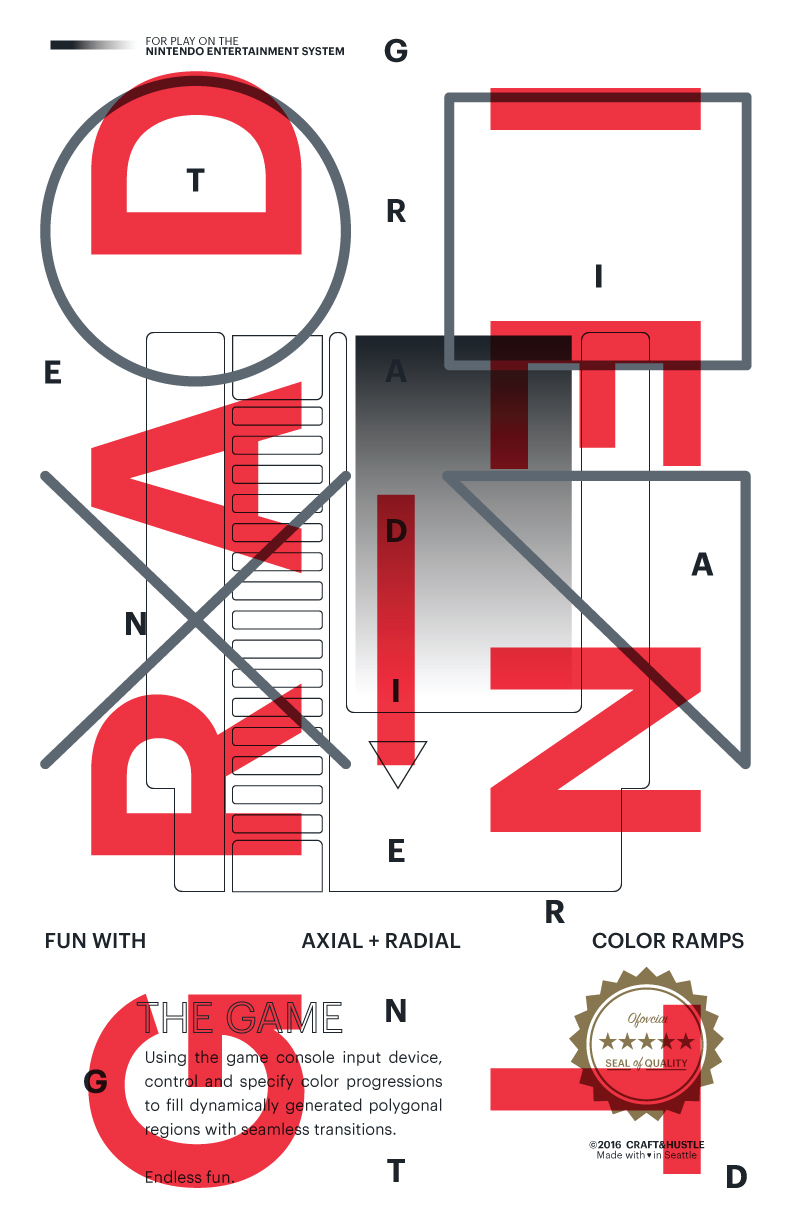 FOR PLAY ON THE
NINTENDO ENTERTAINMENT SYSTEM
GRAD
IENT
G
R
A
D
I
E
N
T
T
I
E
A
N
R
G
D
FUN WITH AXIAL + RADIAL COLOR RAMPS
THE GAME
Using the game console input device,
control and specify color progressions
to fill dynamically generated polygonal
regions with seamless transitions.
Endless fun.
★★★★★
SEAL of QUALITY
©2016 CRAFT&HUSTLE
Made with ♥ in Seattle